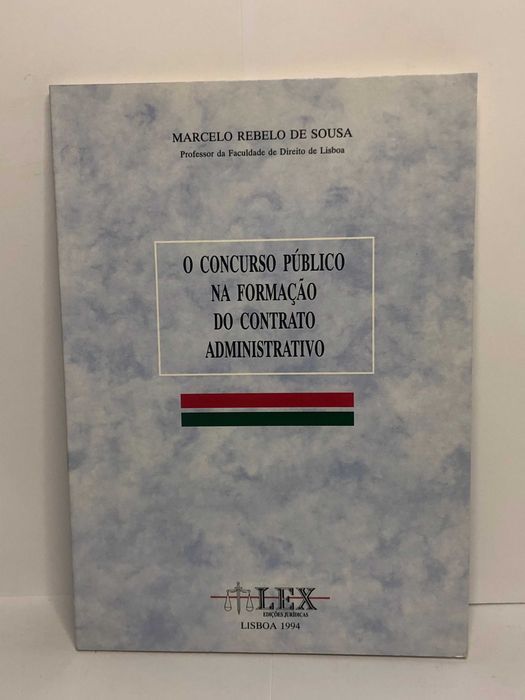 MARCELO REBELO DE SOUSA
Professor da Faculdade de Direito de Lisboa
O CONCURSO PÚBLICO
NA FORMAÇÃO
DO CONTRATO
ADMINISTRATIVO
LEX
EDIÇÕES JURÍDICAS
LISBOA 1994